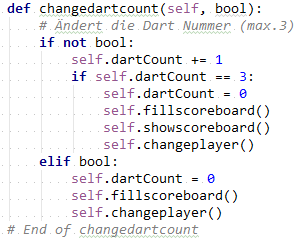 def changedartcount(self, bool):
    # Ändert die Dart Nummer (max.3)
    if not bool:
        self.dartCount += 1
        if self.dartCount == 3:
            self.dartCount = 0
            self.fillscoreboard()
            self.showscoreboard()
            self.changeplayer()
    elif bool:
        self.dartCount = 0
        self.fillscoreboard()
        self.changeplayer()
# End of changedartcount